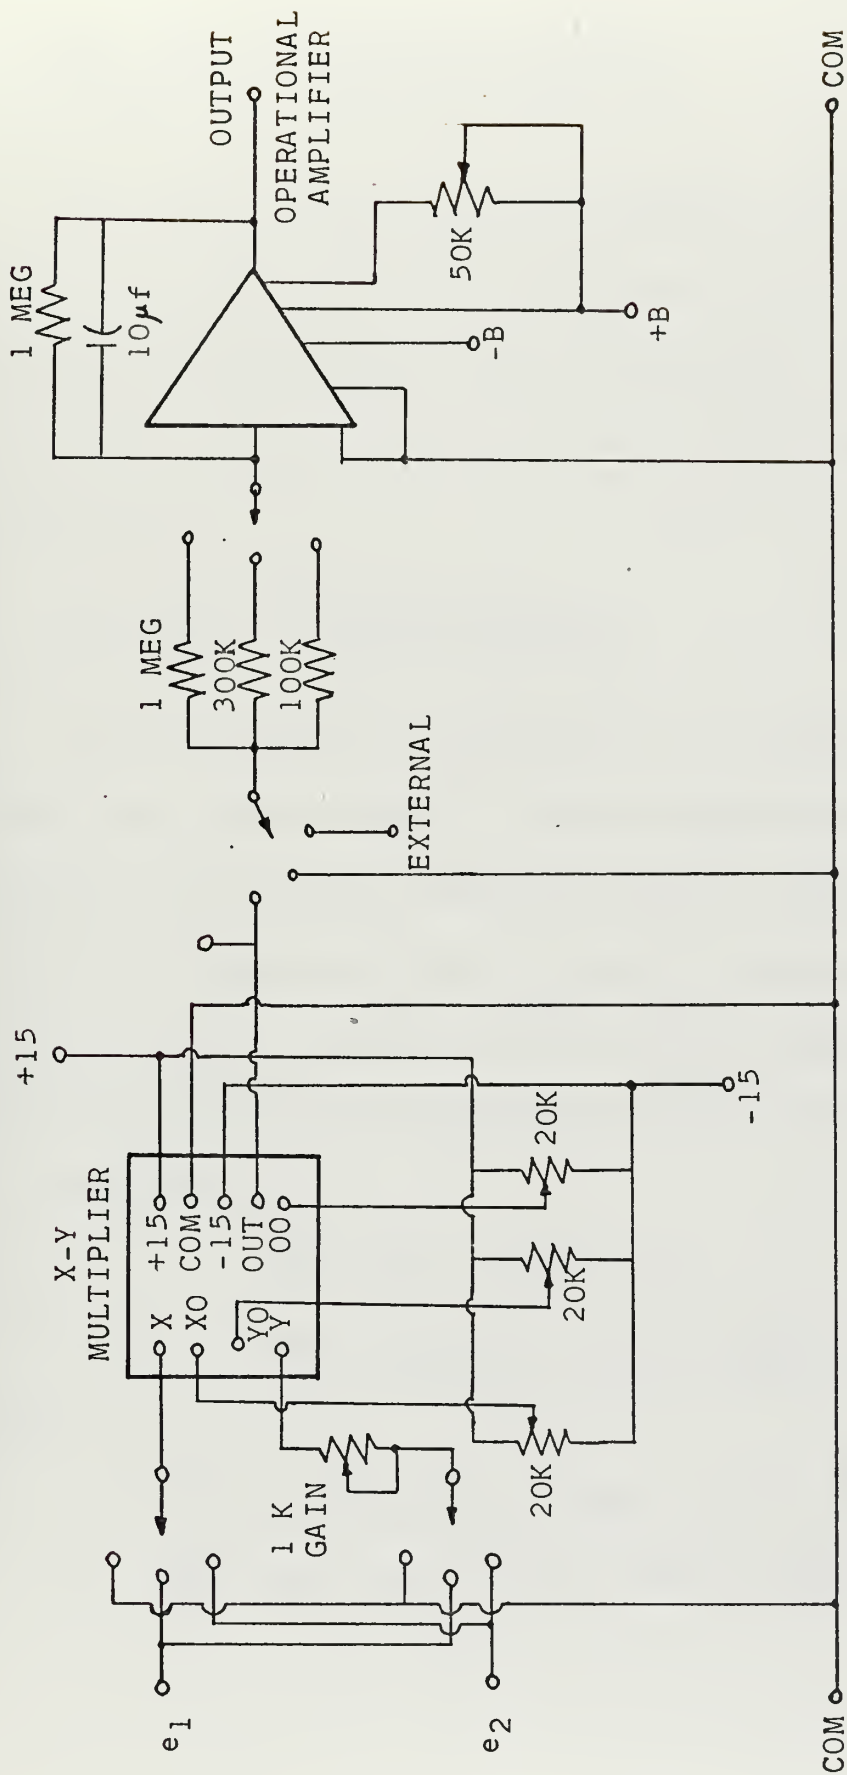 e1
e2
COM
X-Y
MULTIPLIER
X
XO
YO
Y
+15
COM
-15
OUT
OO
1 K
GAIN
20K
20K
20K
+15
-15
EXTERNAL
1 MEG
300K
100K
1 MEG
10µf
-B
+B
50K
OUTPUT
OPERATIONAL
AMPLIFIER
COM